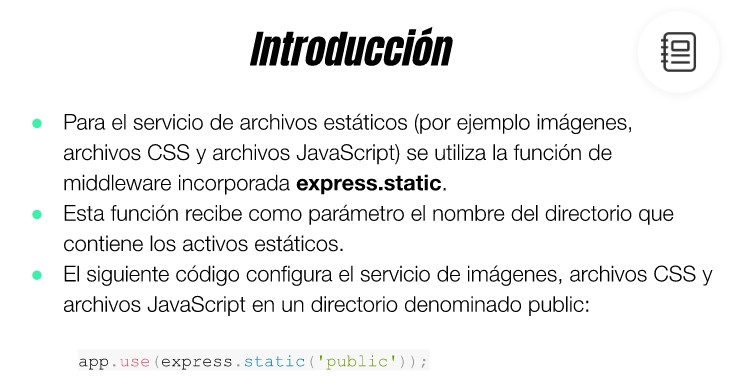 Introducción
● Para el servicio de archivos estáticos (por ejemplo imágenes,
archivos CSS y archivos JavaScript) se utiliza la función de
middleware incorporada express.static.
● Esta función recibe como parámetro el nombre del directorio que
contiene los activos estáticos.
● El siguiente código configura el servicio de imágenes, archivos CSS y
archivos JavaScript en un directorio denominado public:
app.use(express.static('public'));